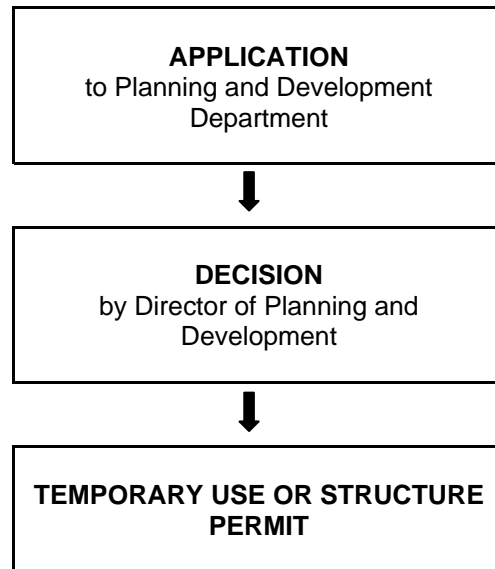 APPLICATION
to Planning and Development
Department
DECISION
by Director of Planning and
Development
TEMPORARY USE OR STRUCTURE
PERMIT